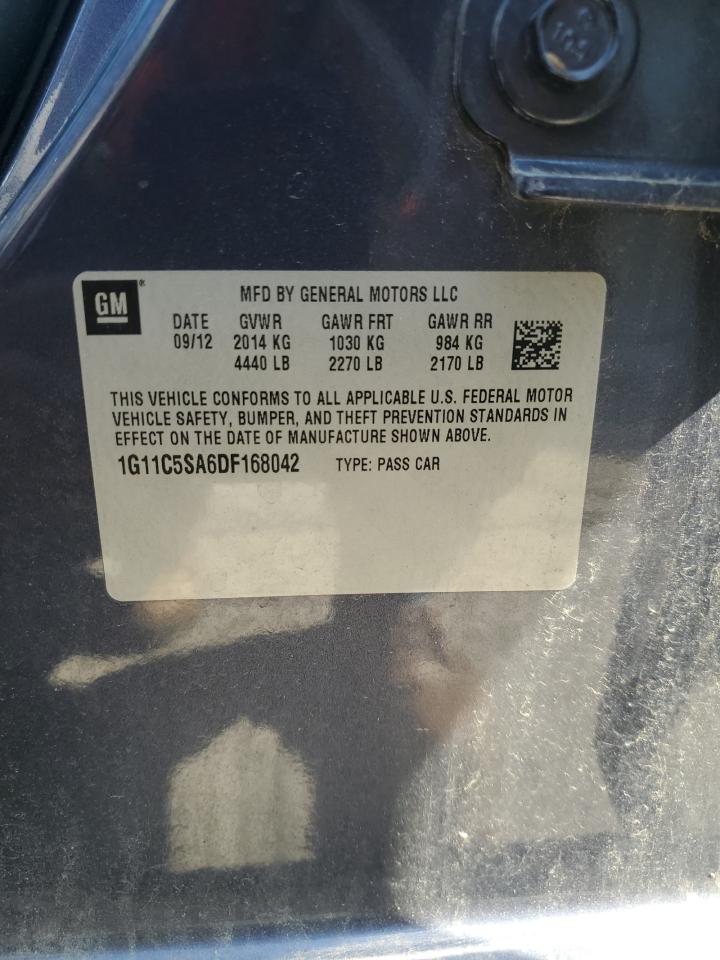 GM®
MFD BY GENERAL MOTORS LLC
DATE GVWR GAWR FRT GAWR RR
09/12 2014 KG 1030 KG 984 KG
4440 LB 2270 LB 2170 LB
THIS VEHICLE CONFORMS TO ALL APPLICABLE U.S. FEDERAL MOTOR
VEHICLE SAFETY, BUMPER, AND THEFT PREVENTION STANDARDS IN
EFFECT ON THE DATE OF MANUFACTURE SHOWN ABOVE.
1G11C5SA6DF168042 TYPE: PASS CAR